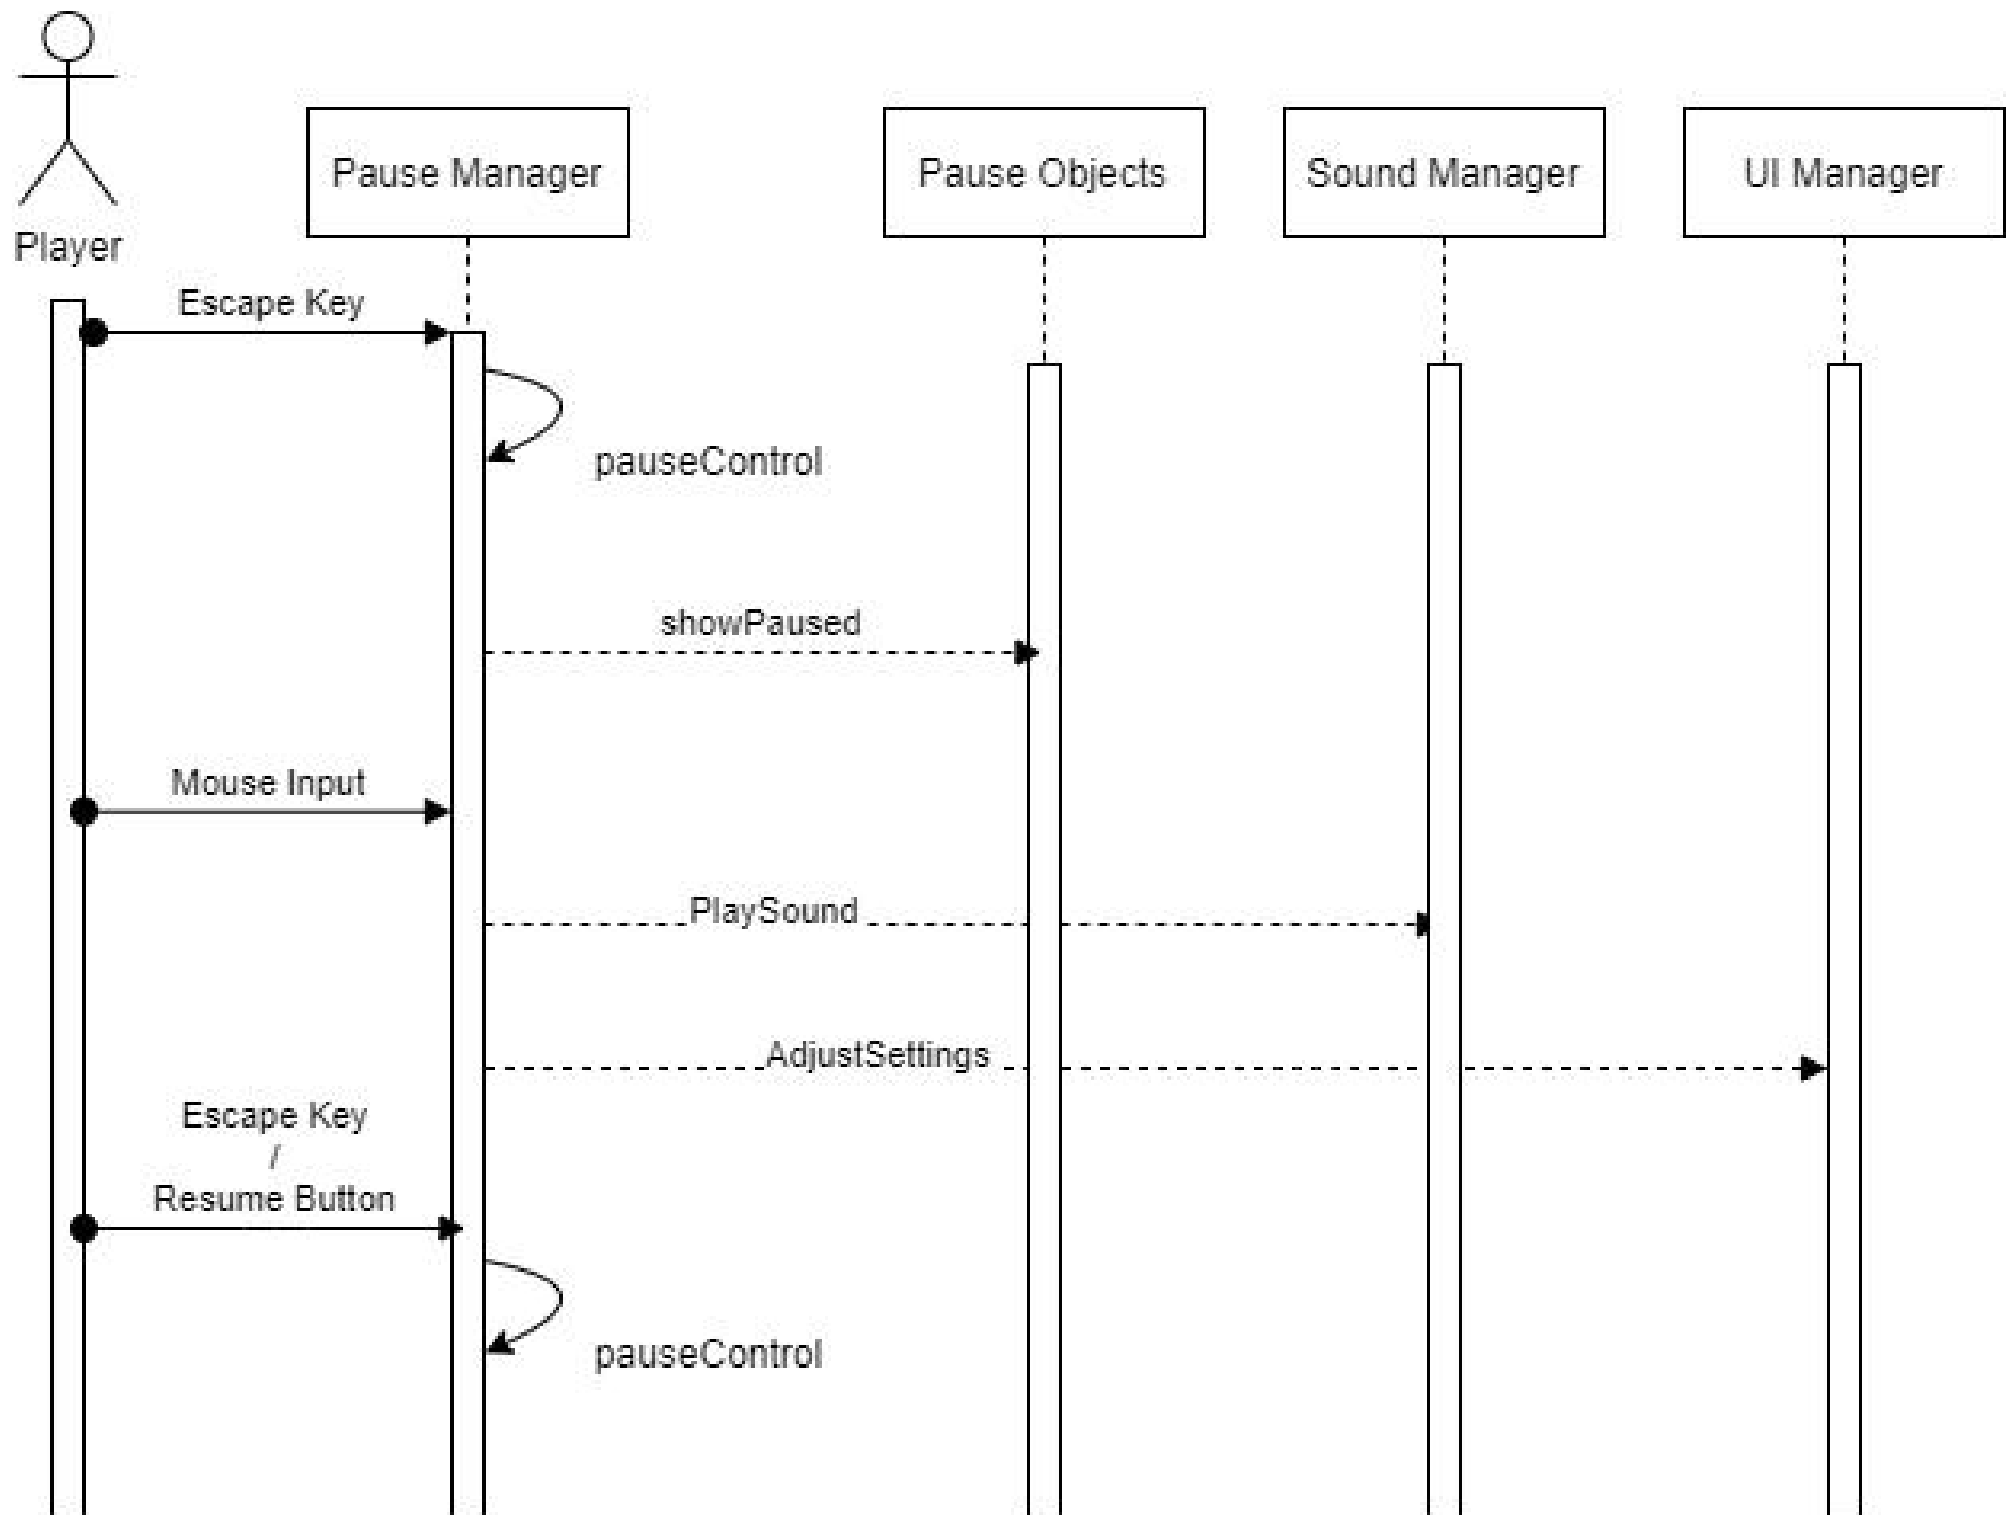 Player
Pause Manager
Pause Objects
Sound Manager
UI Manager
Escape Key
pauseControl
showPaused
Mouse Input
PlaySound
AdjustSettings
Escape Key
/
Resume Button
pauseControl